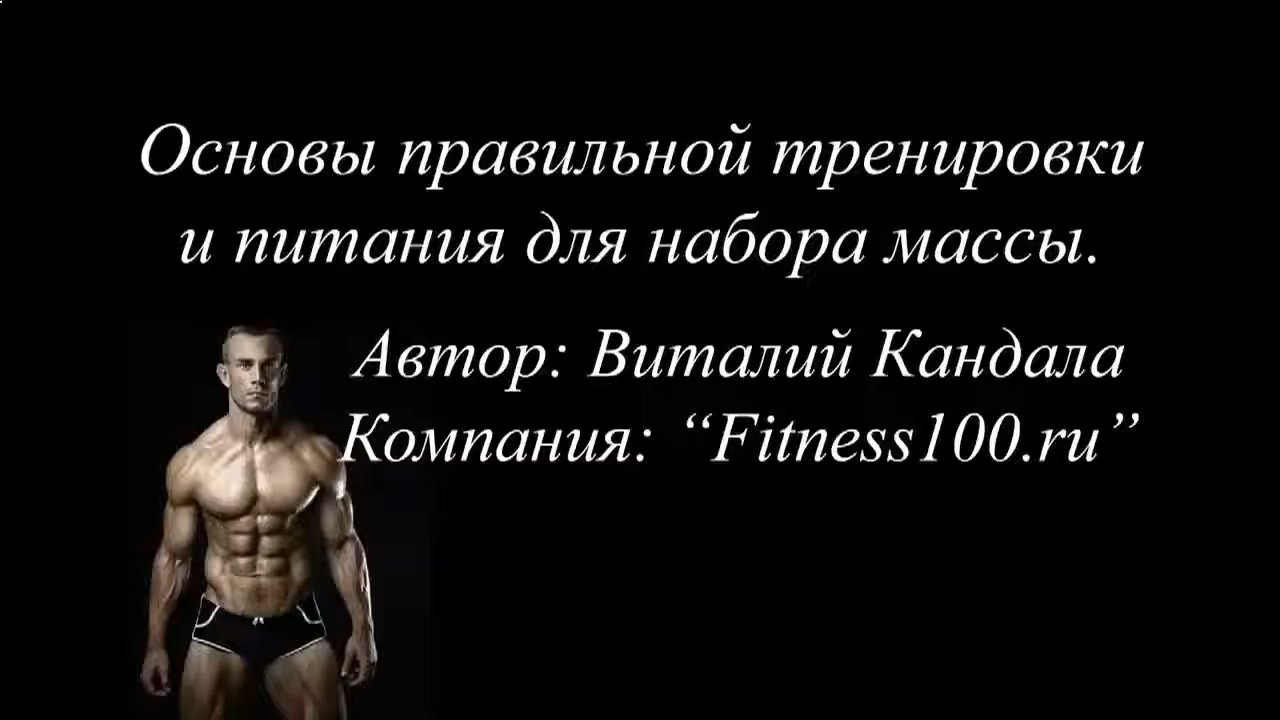 Основы правильной тренировки
и питания для набора массы.
Автор: Виталий Кандала
Компания: “Fitness100.ru”